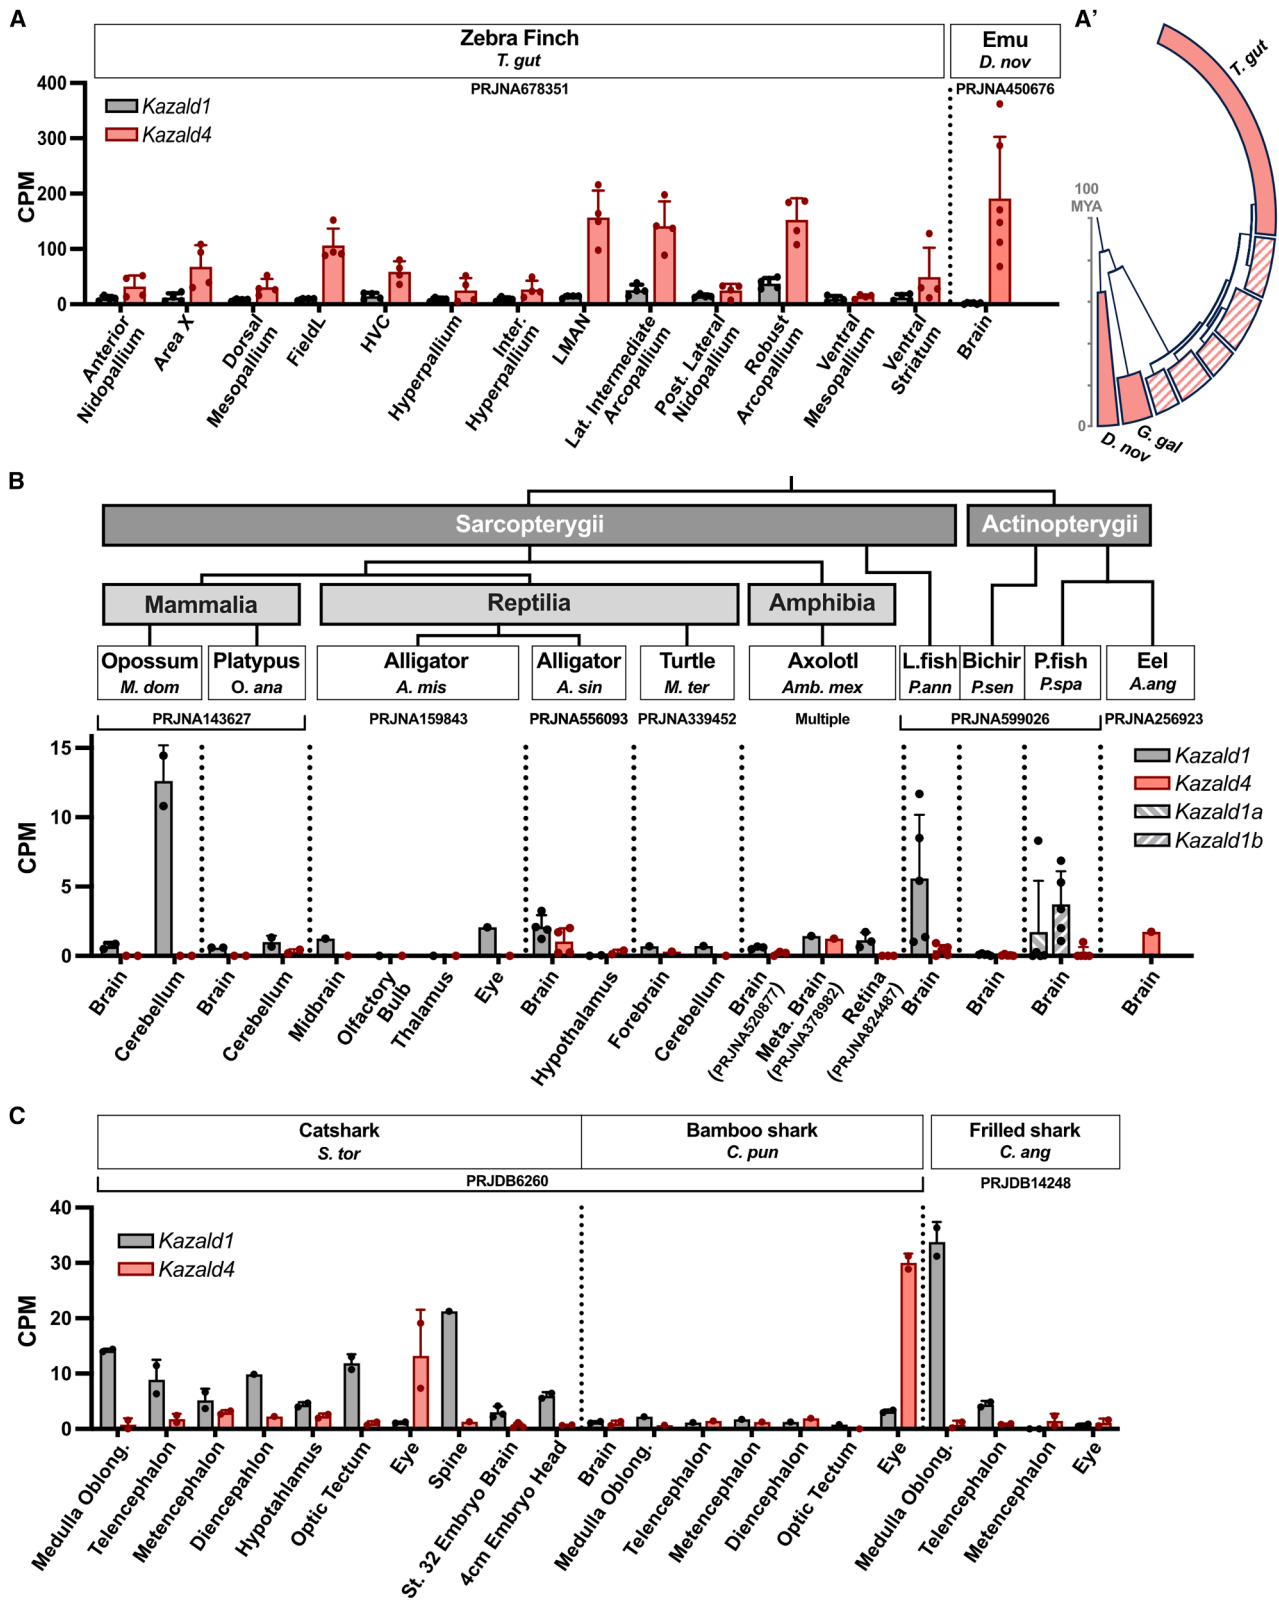 A
Zebra Finch
T. gut
Emu
D. nov
A’
PRJNA678351
PRJNA450676
CPM
400
300
200
100
0
Kazald1
Kazald4
Anterior
Nidopallium
Area X
Dorsal
Mesopallium
FieldL
HVC
Hyperpallium
Inter.
Hyperpallium
LMAN
Lat. Intermediate
Arcopallium
Post. Lateral
Nidopallium
Robust
Arcopallium
Ventral
Mesopallium
Ventral
Striatum
Brain
T. gut
100
MYA
0
D. nov
G. gal
B
Sarcopterygii
Actinopterygii
Mammalia
Reptilia
Amphibia
Opossum
M. dom
Platypus
O. ana
Alligator
A. mis
Alligator
A. sin
Turtle
M. ter
Axolotl
Amb. mex
L.fish
P.ann
Bichir
P.sen
P.fish
P.spa
Eel
A.ang
PRJNA143627
PRJNA159843
PRJNA556093
PRJNA339452
Multiple
PRJNA599026
PRJNA256923
CPM
15
10
5
0
Kazald1
Kazald4
Kazald1a
Kazald1b
Brain
Cerebellum
Brain
Cerebellum
Midbrain
Olfactory
Bulb
Thalamus
Eye
Brain
Hypothalamus
Forebrain
Cerebellum
Brain
(PRJNA520877)
Meta. Brain
(PRJNA378982)
Retina
(PRJNA824487)
Brain
Brain
Brain
Brain
C
Catshark
S. tor
Bamboo shark
C. pun
Frilled shark
C. ang
PRJDB6260
PRJDB14248
CPM
40
30
20
10
0
Kazald1
Kazald4
Medulla Oblong.
Telencephalon
Metencephalon
Diencepahlon
Hypotahlamus
Optic Tectum
Eye
Spine
St. 32 Embryo Brain
4cm Embryo Head
Brain
Medulla Oblong.
Telencephalon
Metencephalon
Diencephalon
Optic Tectum
Eye
Medulla Oblong.
Telencephalon
Metencephalon
Eye